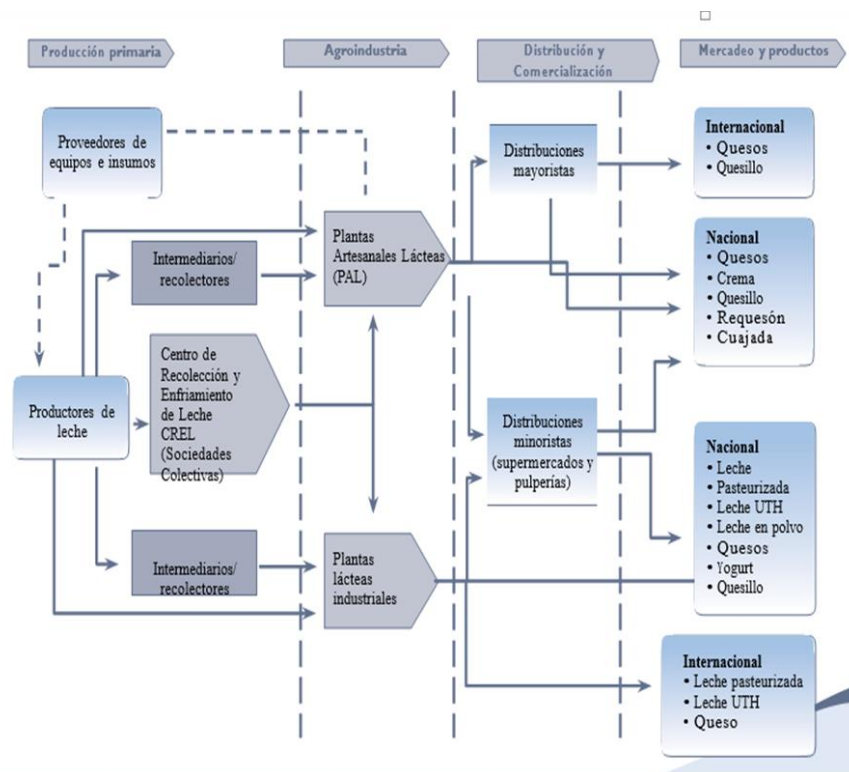 Producción primaria
Agroindustria
Distribución y
Comercialización
Mercadeo y productos
Proveedores de
equipos e insumos
Intermediarios/
recolectores
Productores de
leche
Centro de
Recolección y
Enfriamiento
de Leche
CREL
(Sociedades
Colectivas)
Intermediarios/
recolectores
Plantas
Artesanales Lácteas
(PAL)
Plantas
lácteas
industriales
Distribuciones
mayoristas
Distribuciones
minoristas
(supermercados y
pulperías)
Internacional
• Quesos
• Quesillo
Nacional
• Quesos
• Crema
• Quesillo
• Requesón
• Cuajada
Nacional
• Leche
• Pasteurizada
• Leche UTH
• Leche en polvo
• Quesos
• Yogurt
• Quesillo
Internacional
• Leche pasteurizada
• Leche UTH
• Queso